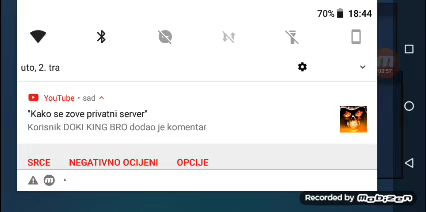 70% 18:44
uto, 2. tra
YouTube • sad
"Kako se zove privatni server"
Korisnik DOKI KING BRO dodao je komentar
SRCE NEGATIVNO OCIJENI OPCIJE
Recorded by Mobizen